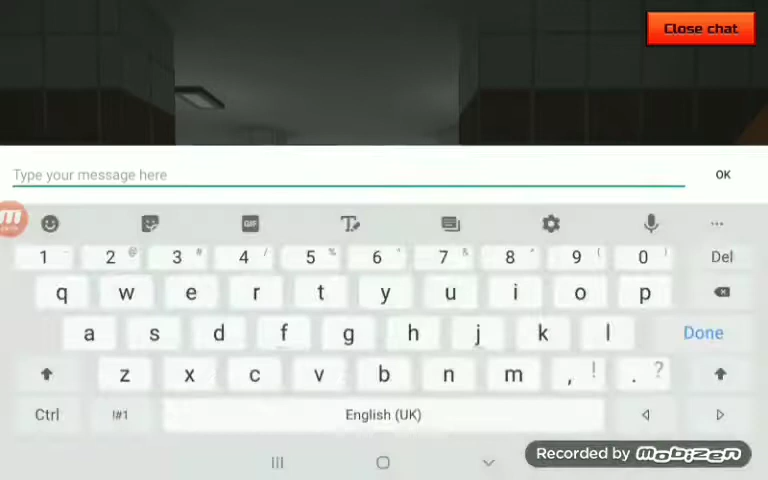 Close chat
Type your message here
OK
GIF
1 2 @ 3 # 4 / 5 % 6 ^ 7 & 8 * 9 ( 0 ) Del
q w e r t y u i o p
a s d f g h j k l Done
z x c v b n m , ! . ?
Ctrl !#1 English (UK)
Recorded by mobizen